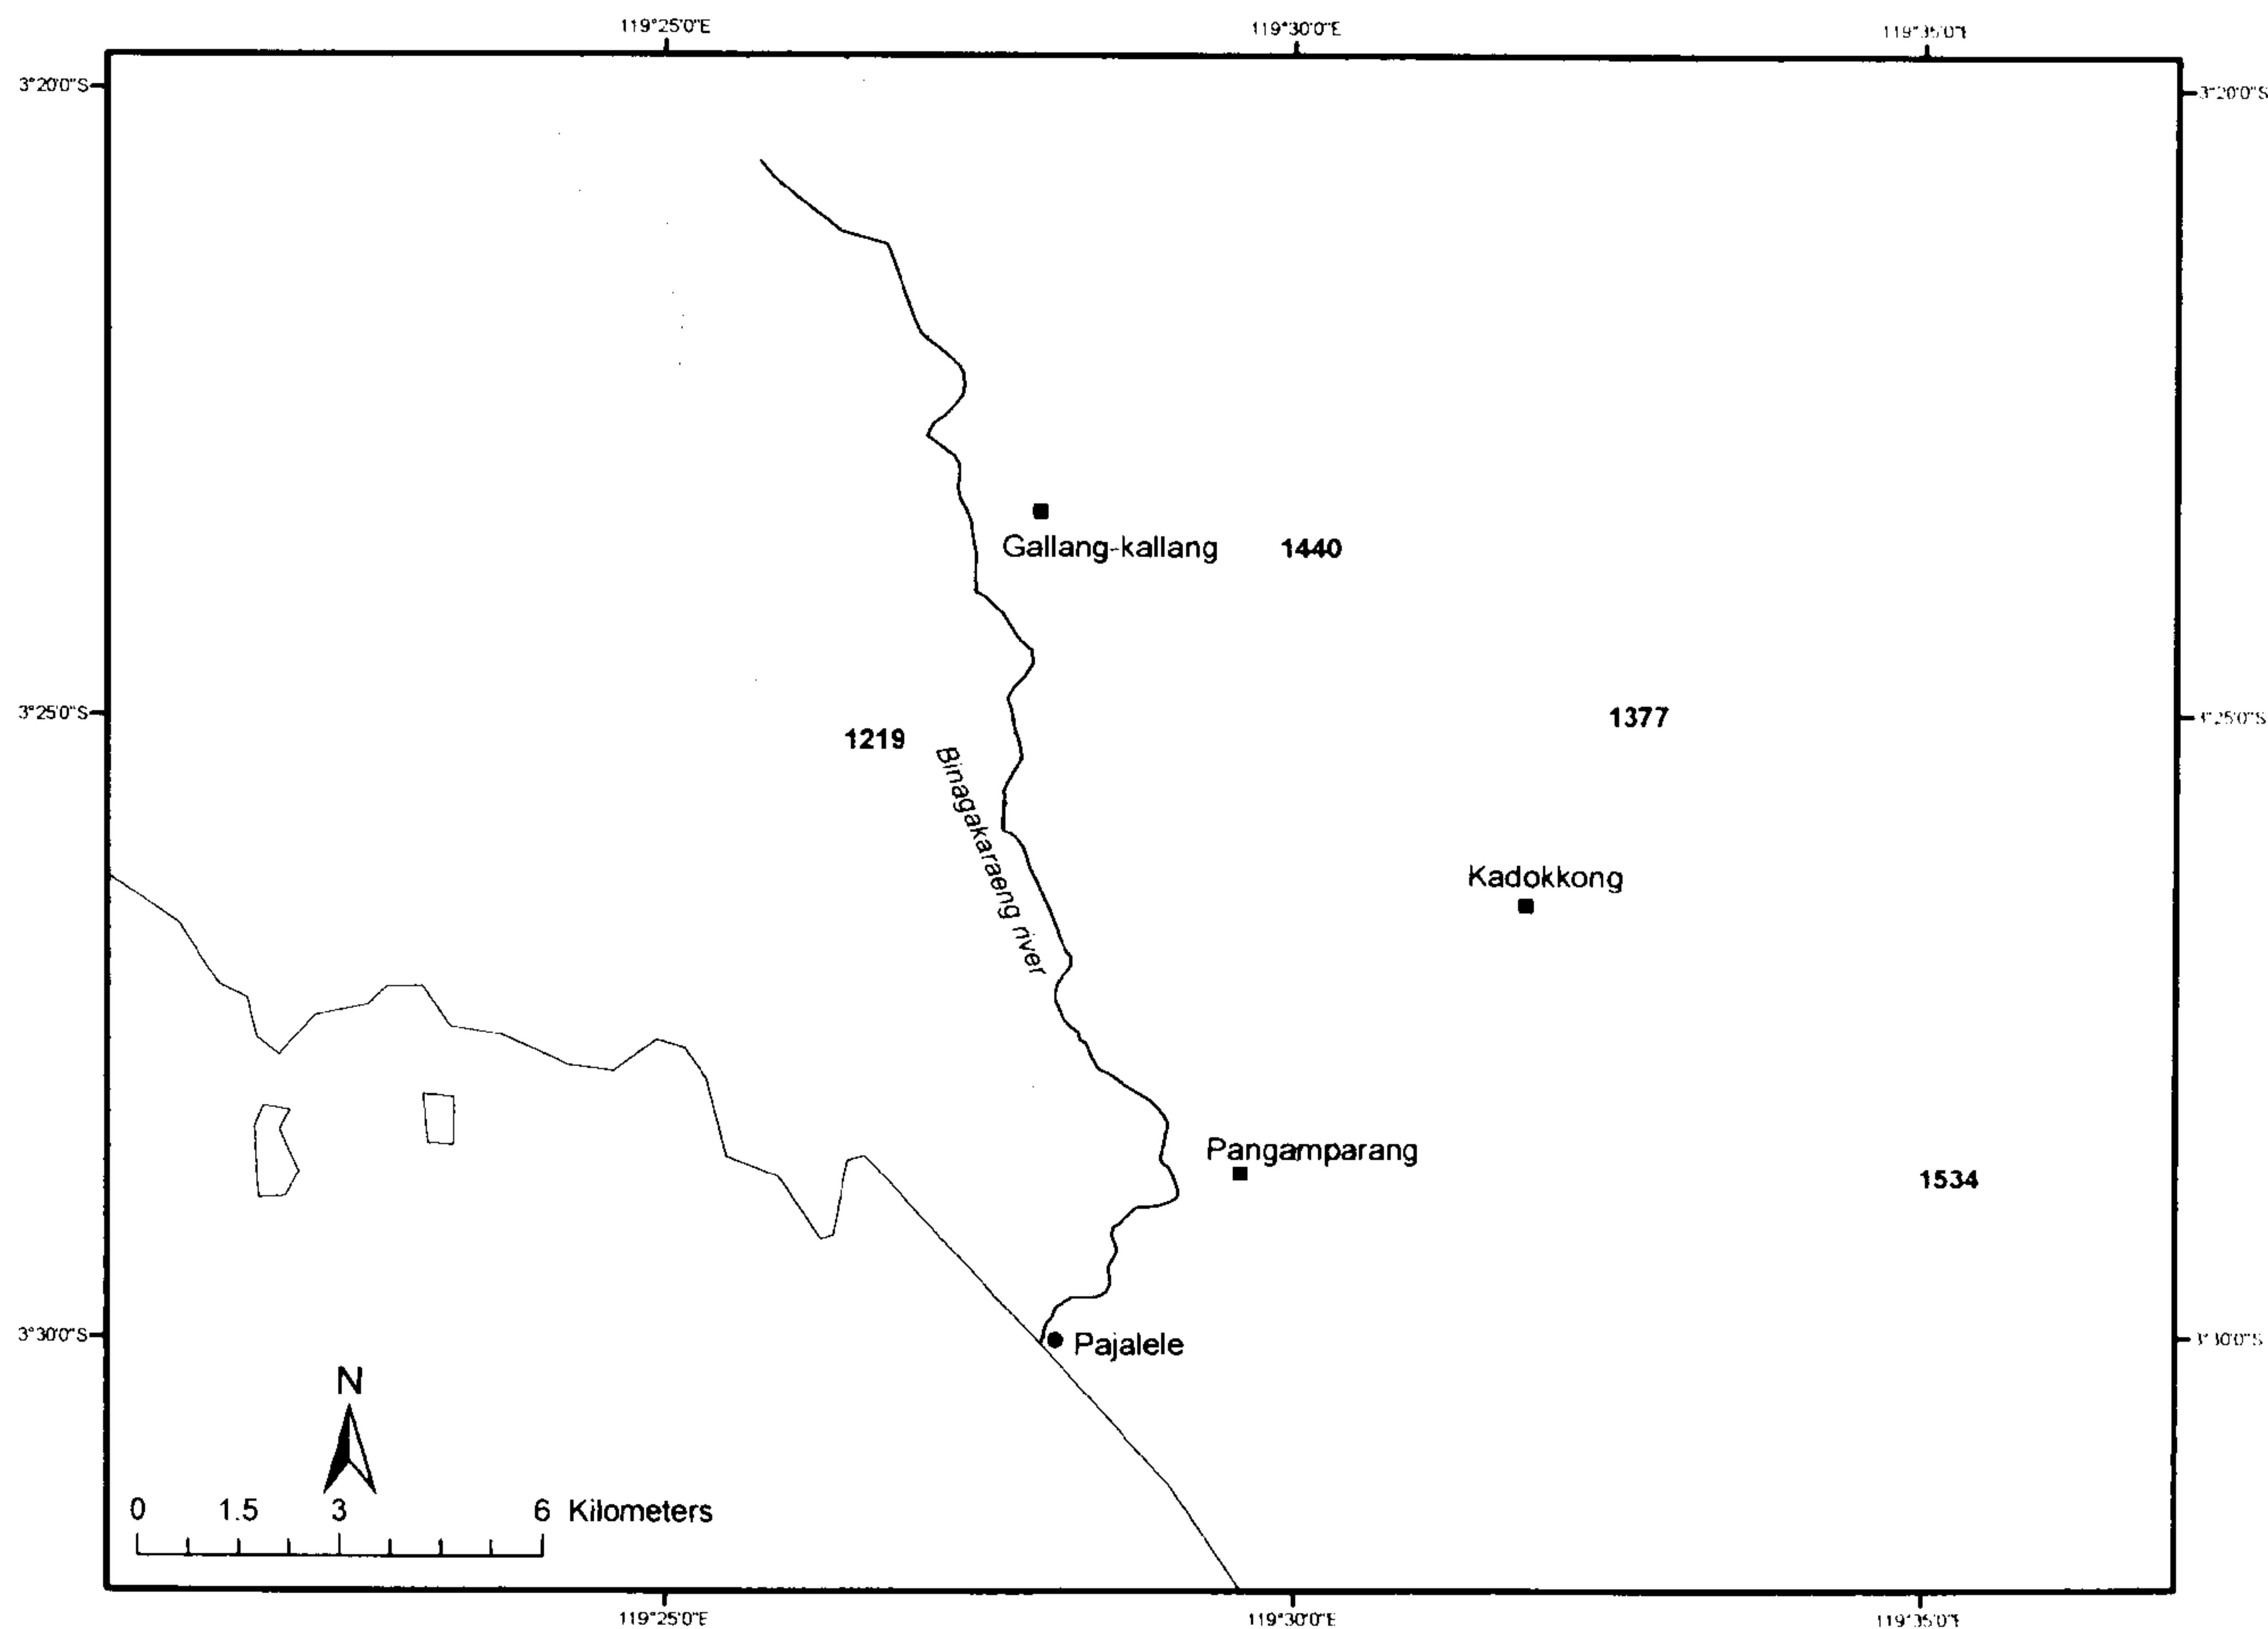 119°25'0"E
119°30'0"E
119°35'0"E
3°20'0"S
3°20'0"S
Gallang-kallang
1440
3°25'0"S
3°25'0"S
1377
1219
Binagakaraeng river
Kadokkong
Pangamparang
1534
3°30'0"S
3°30'0"S
Pajalele
N
0 1.5 3 6 Kilometers
119°25'0"E
119°30'0"E
119°35'0"E